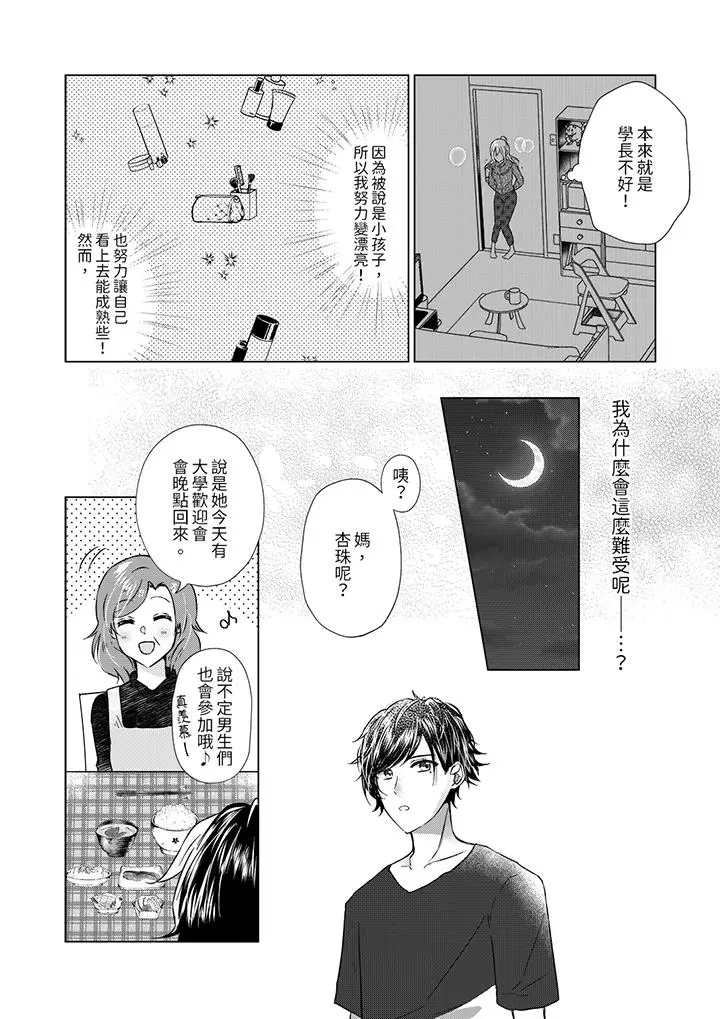 本來就是
學長不好！
因為被說是小孩子，
所以我努力變漂亮！
也努力讓自己
看上去能成熟些！
然而，
我為什麼會這麼難受呢——…？
咦？
媽，
杏珠呢？
說是她今天有
大學歡迎會
會晚點回來。
說不定男生們
也會參加哦♪
真羨慕ー